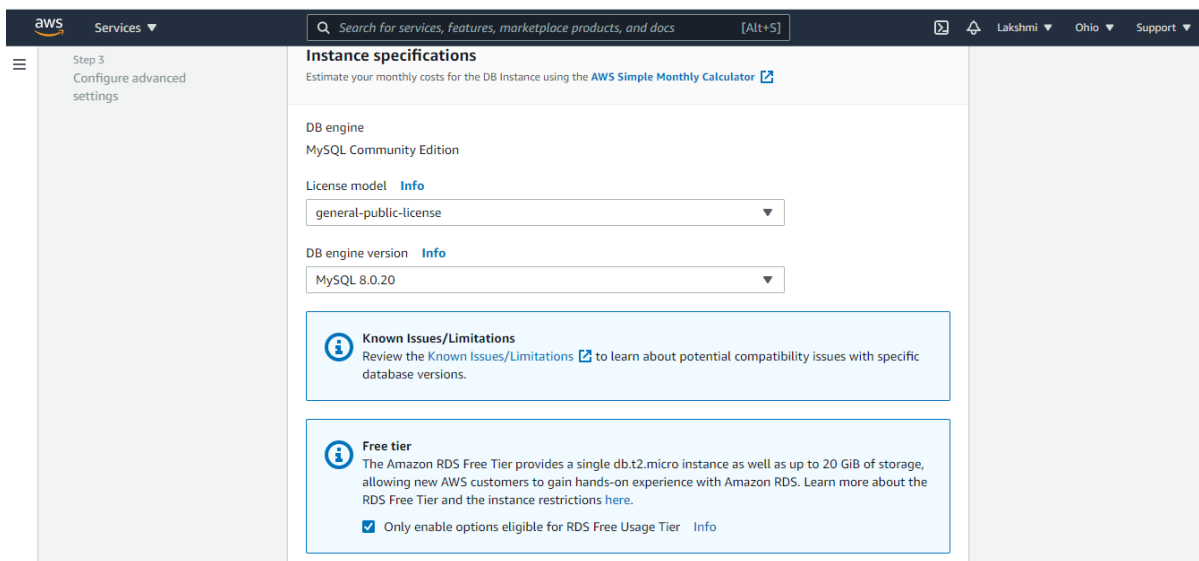 aws Services Search for services, features, marketplace products, and docs [Alt+S] Lakshmi Ohio Support
Step 3
Configure advanced
settings
Instance specifications
Estimate your monthly costs for the DB Instance using the AWS Simple Monthly Calculator
DB engine
MySQL Community Edition
License model Info
general-public-license
DB engine version Info
MySQL 8.0.20
Known Issues/Limitations
Review the Known Issues/Limitations to learn about potential compatibility issues with specific
database versions.
Free tier
The Amazon RDS Free Tier provides a single db.t2.micro instance as well as up to 20 GiB of storage,
allowing new AWS customers to gain hands-on experience with Amazon RDS. Learn more about the
RDS Free Tier and the instance restrictions here.
Only enable options eligible for RDS Free Usage Tier Info